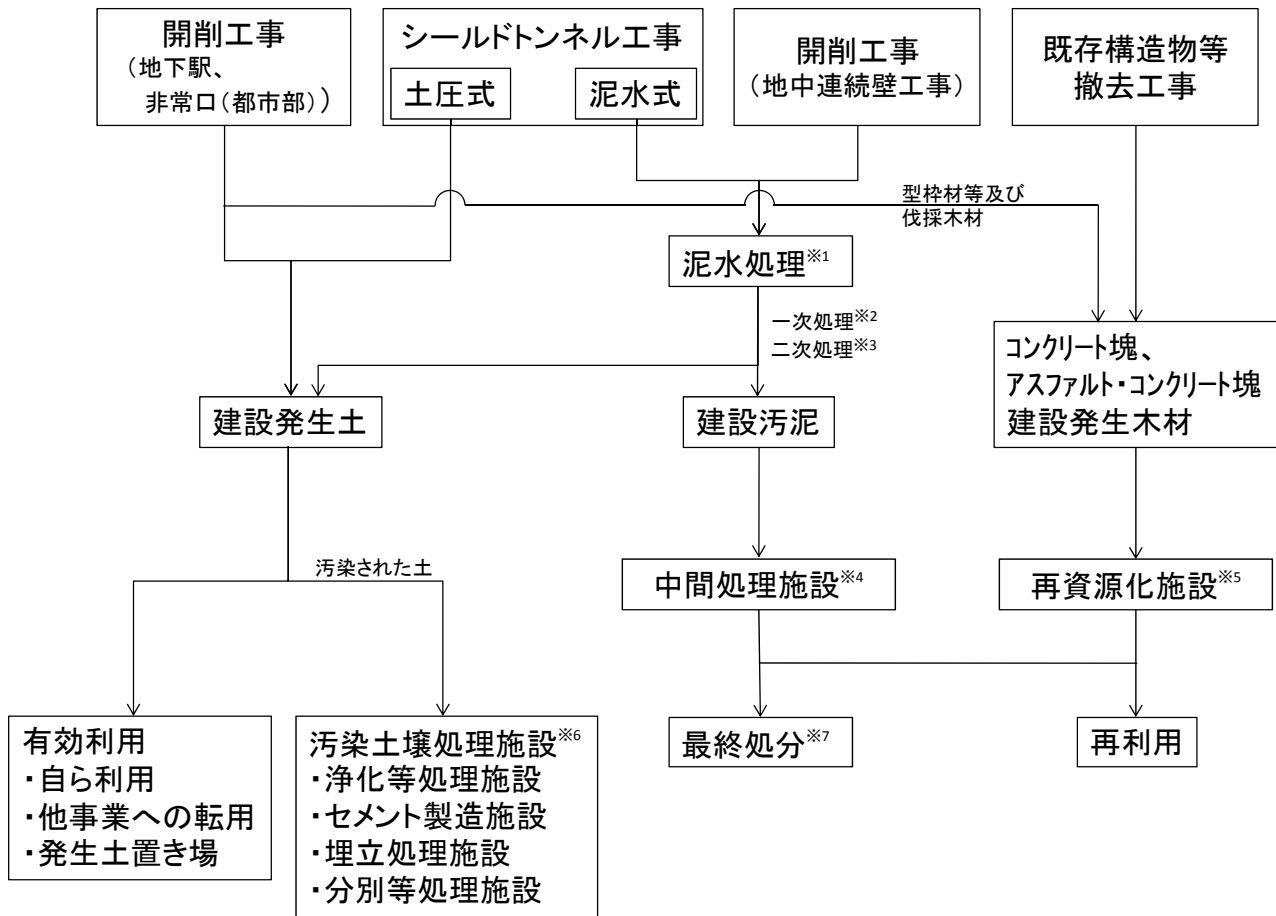 開削工事
(地下駅、
非常口(都市部))
シールドトンネル工事
土圧式
泥水式
開削工事
(地中連続壁工事)
既存構造物等
撤去工事
型枠材等及び
伐採木材
泥水処理※1
一次処理※2
二次処理※3
コンクリート塊、
アスファルト・コンクリート塊
建設発生木材
建設発生土
建設汚泥
汚染された土
中間処理施設※4
再資源化施設※5
有効利用
・自ら利用
・他事業への転用
・発生土置き場
汚染土壌処理施設※6
・浄化等処理施設
・セメント製造施設
・埋立処理施設
・分別等処理施設
最終処分※7
再利用